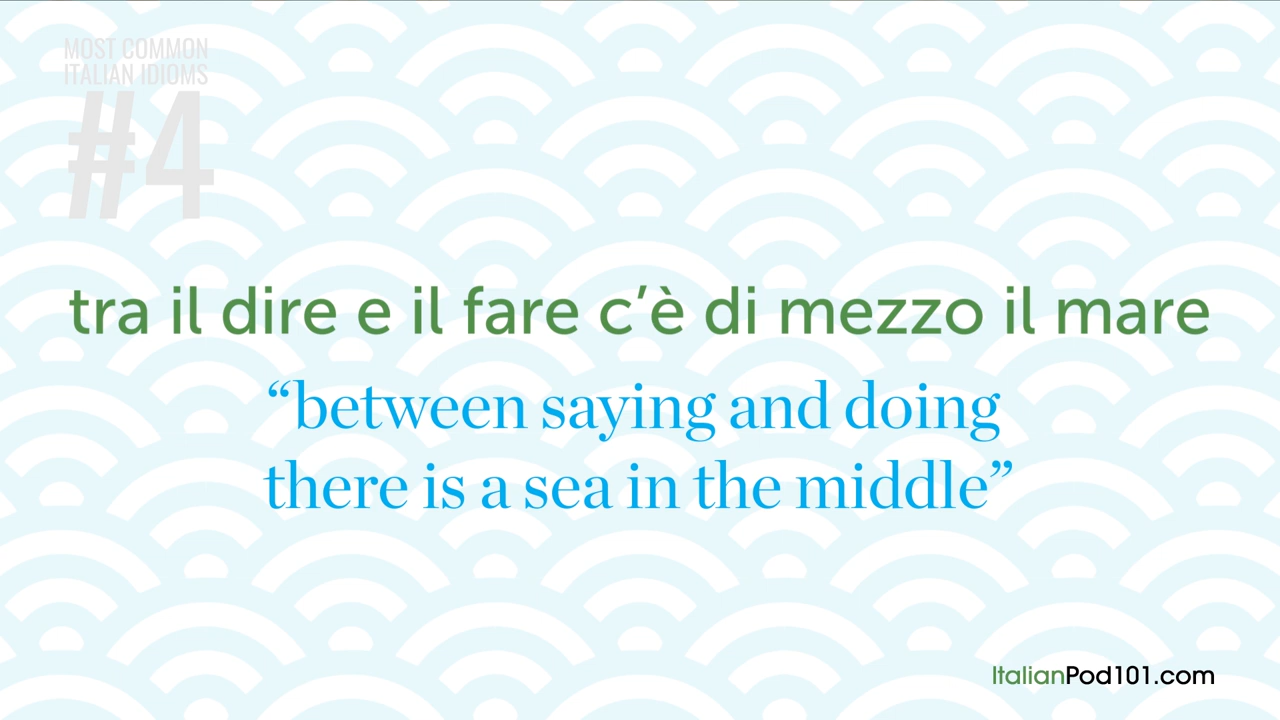 MOST COMMON
ITALIAN IDIOMS
#4
tra il dire e il fare c’è di mezzo il mare
“between saying and doing
there is a sea in the middle”
ItalianPod101.com